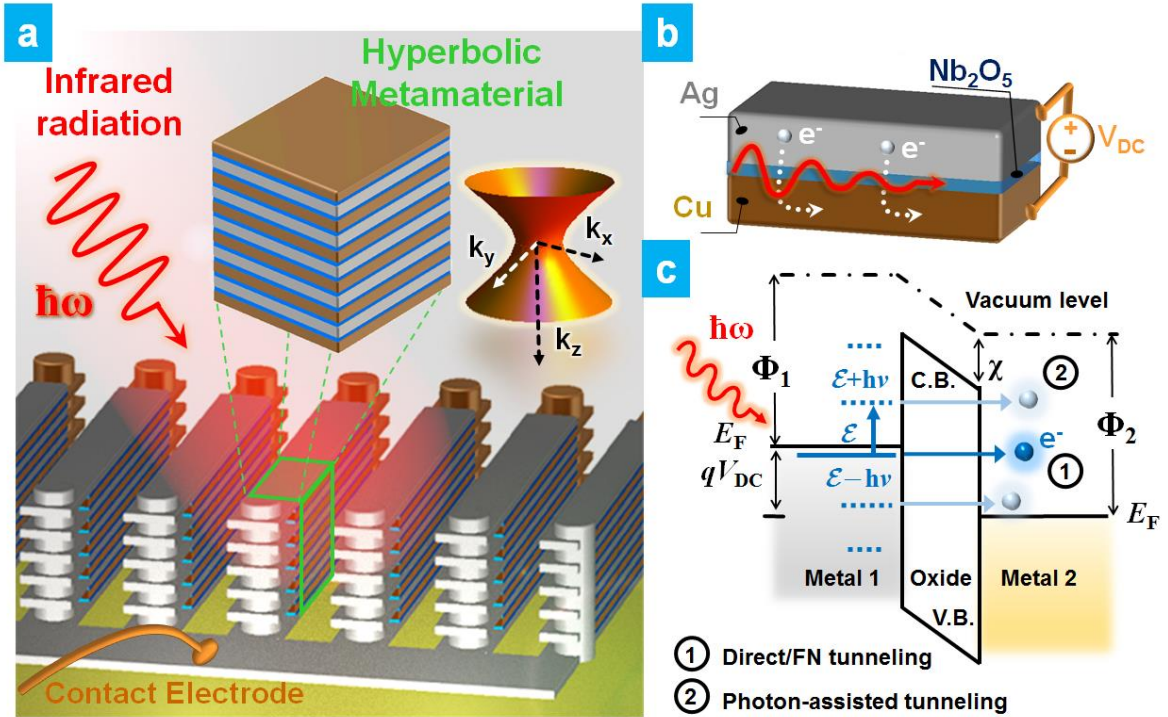 a
Infrared
radiation
ħω
Hyperbolic
Metamaterial
k_x
k_y
k_z
Contact Electrode
b
Nb₂O₅
Ag
e⁻
e⁻
V_DC
+
−
Cu
c
Vacuum level
ħω
Φ₁
C.B.
χ
②
ℰ+hν
Φ₂
E_F
ℰ
e⁻
qV_DC
ℰ−hν
①
E_F
Metal 1
Oxide
Metal 2
V.B.
① Direct/FN tunneling
② Photon-assisted tunneling